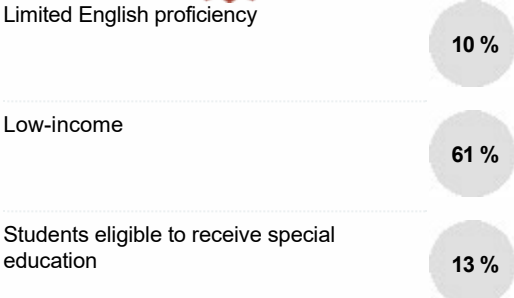 Limited English proficiency
10 %
Low-income
61 %
Students eligible to receive special
education
13 %